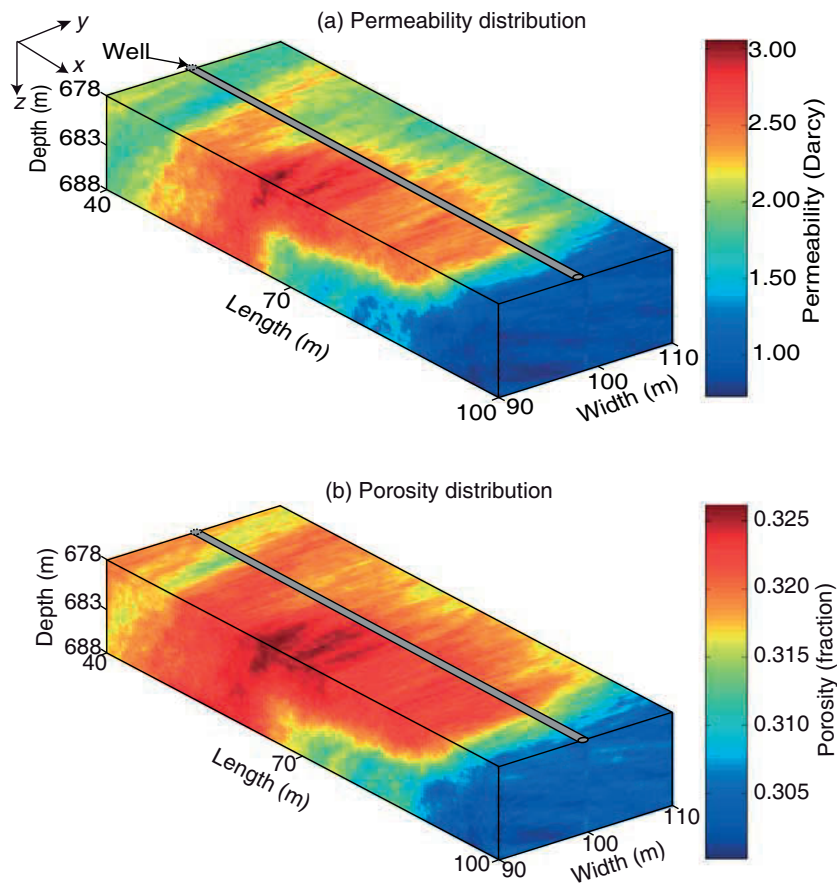 (a) Permeability distribution
y
x
z
Well
Depth (m)
678
683
688
40
70
Length (m)
100
90
100
110
Width (m)
3.00
2.50
2.00
1.50
1.00
Permeability (Darcy)
(b) Porosity distribution
Depth (m)
678
683
688
40
70
Length (m)
100
90
100
110
Width (m)
0.325
0.320
0.315
0.310
0.305
Porosity (fraction)